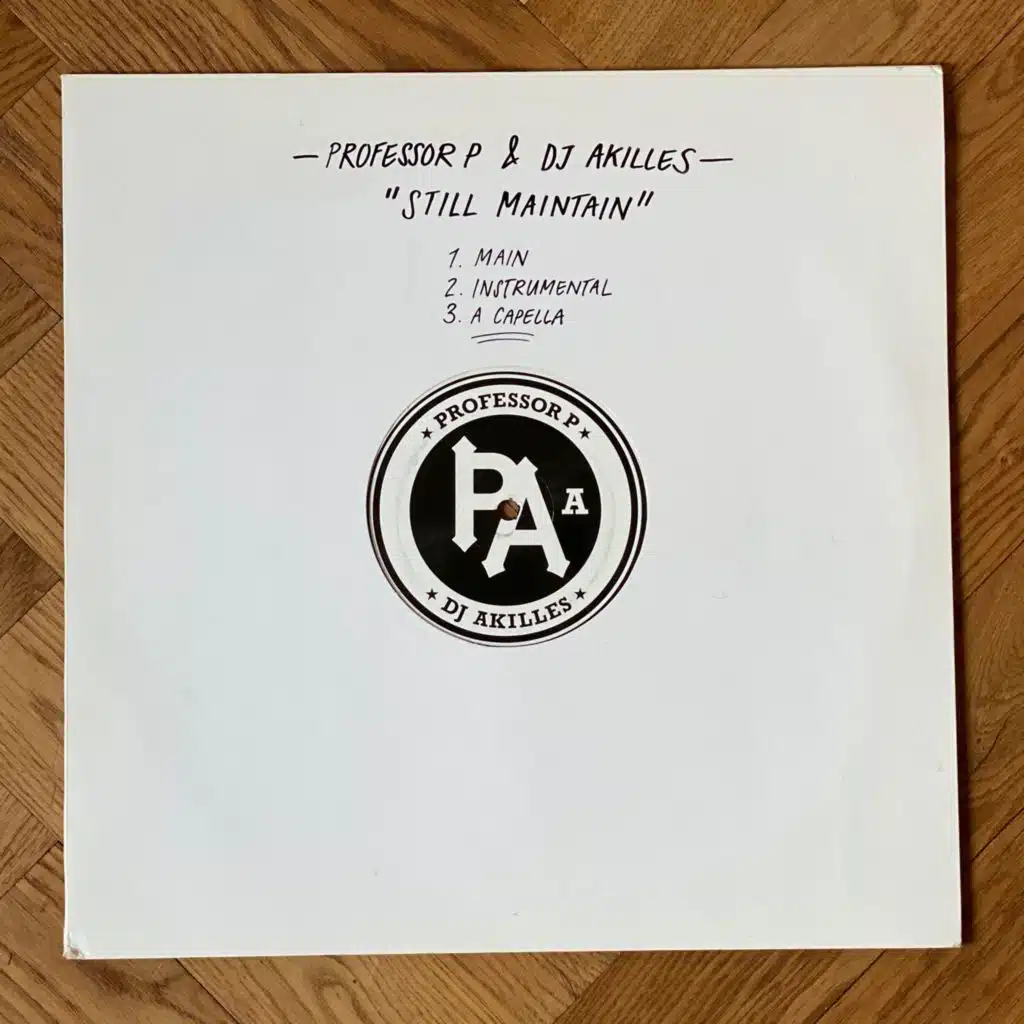 — PROFESSOR P & DJ AKILLES —
"STILL MAINTAIN"
1. MAIN
2. INSTRUMENTAL
3. A CAPELLA
★ PROFESSOR P ★
PA A
★ DJ AKILLES ★